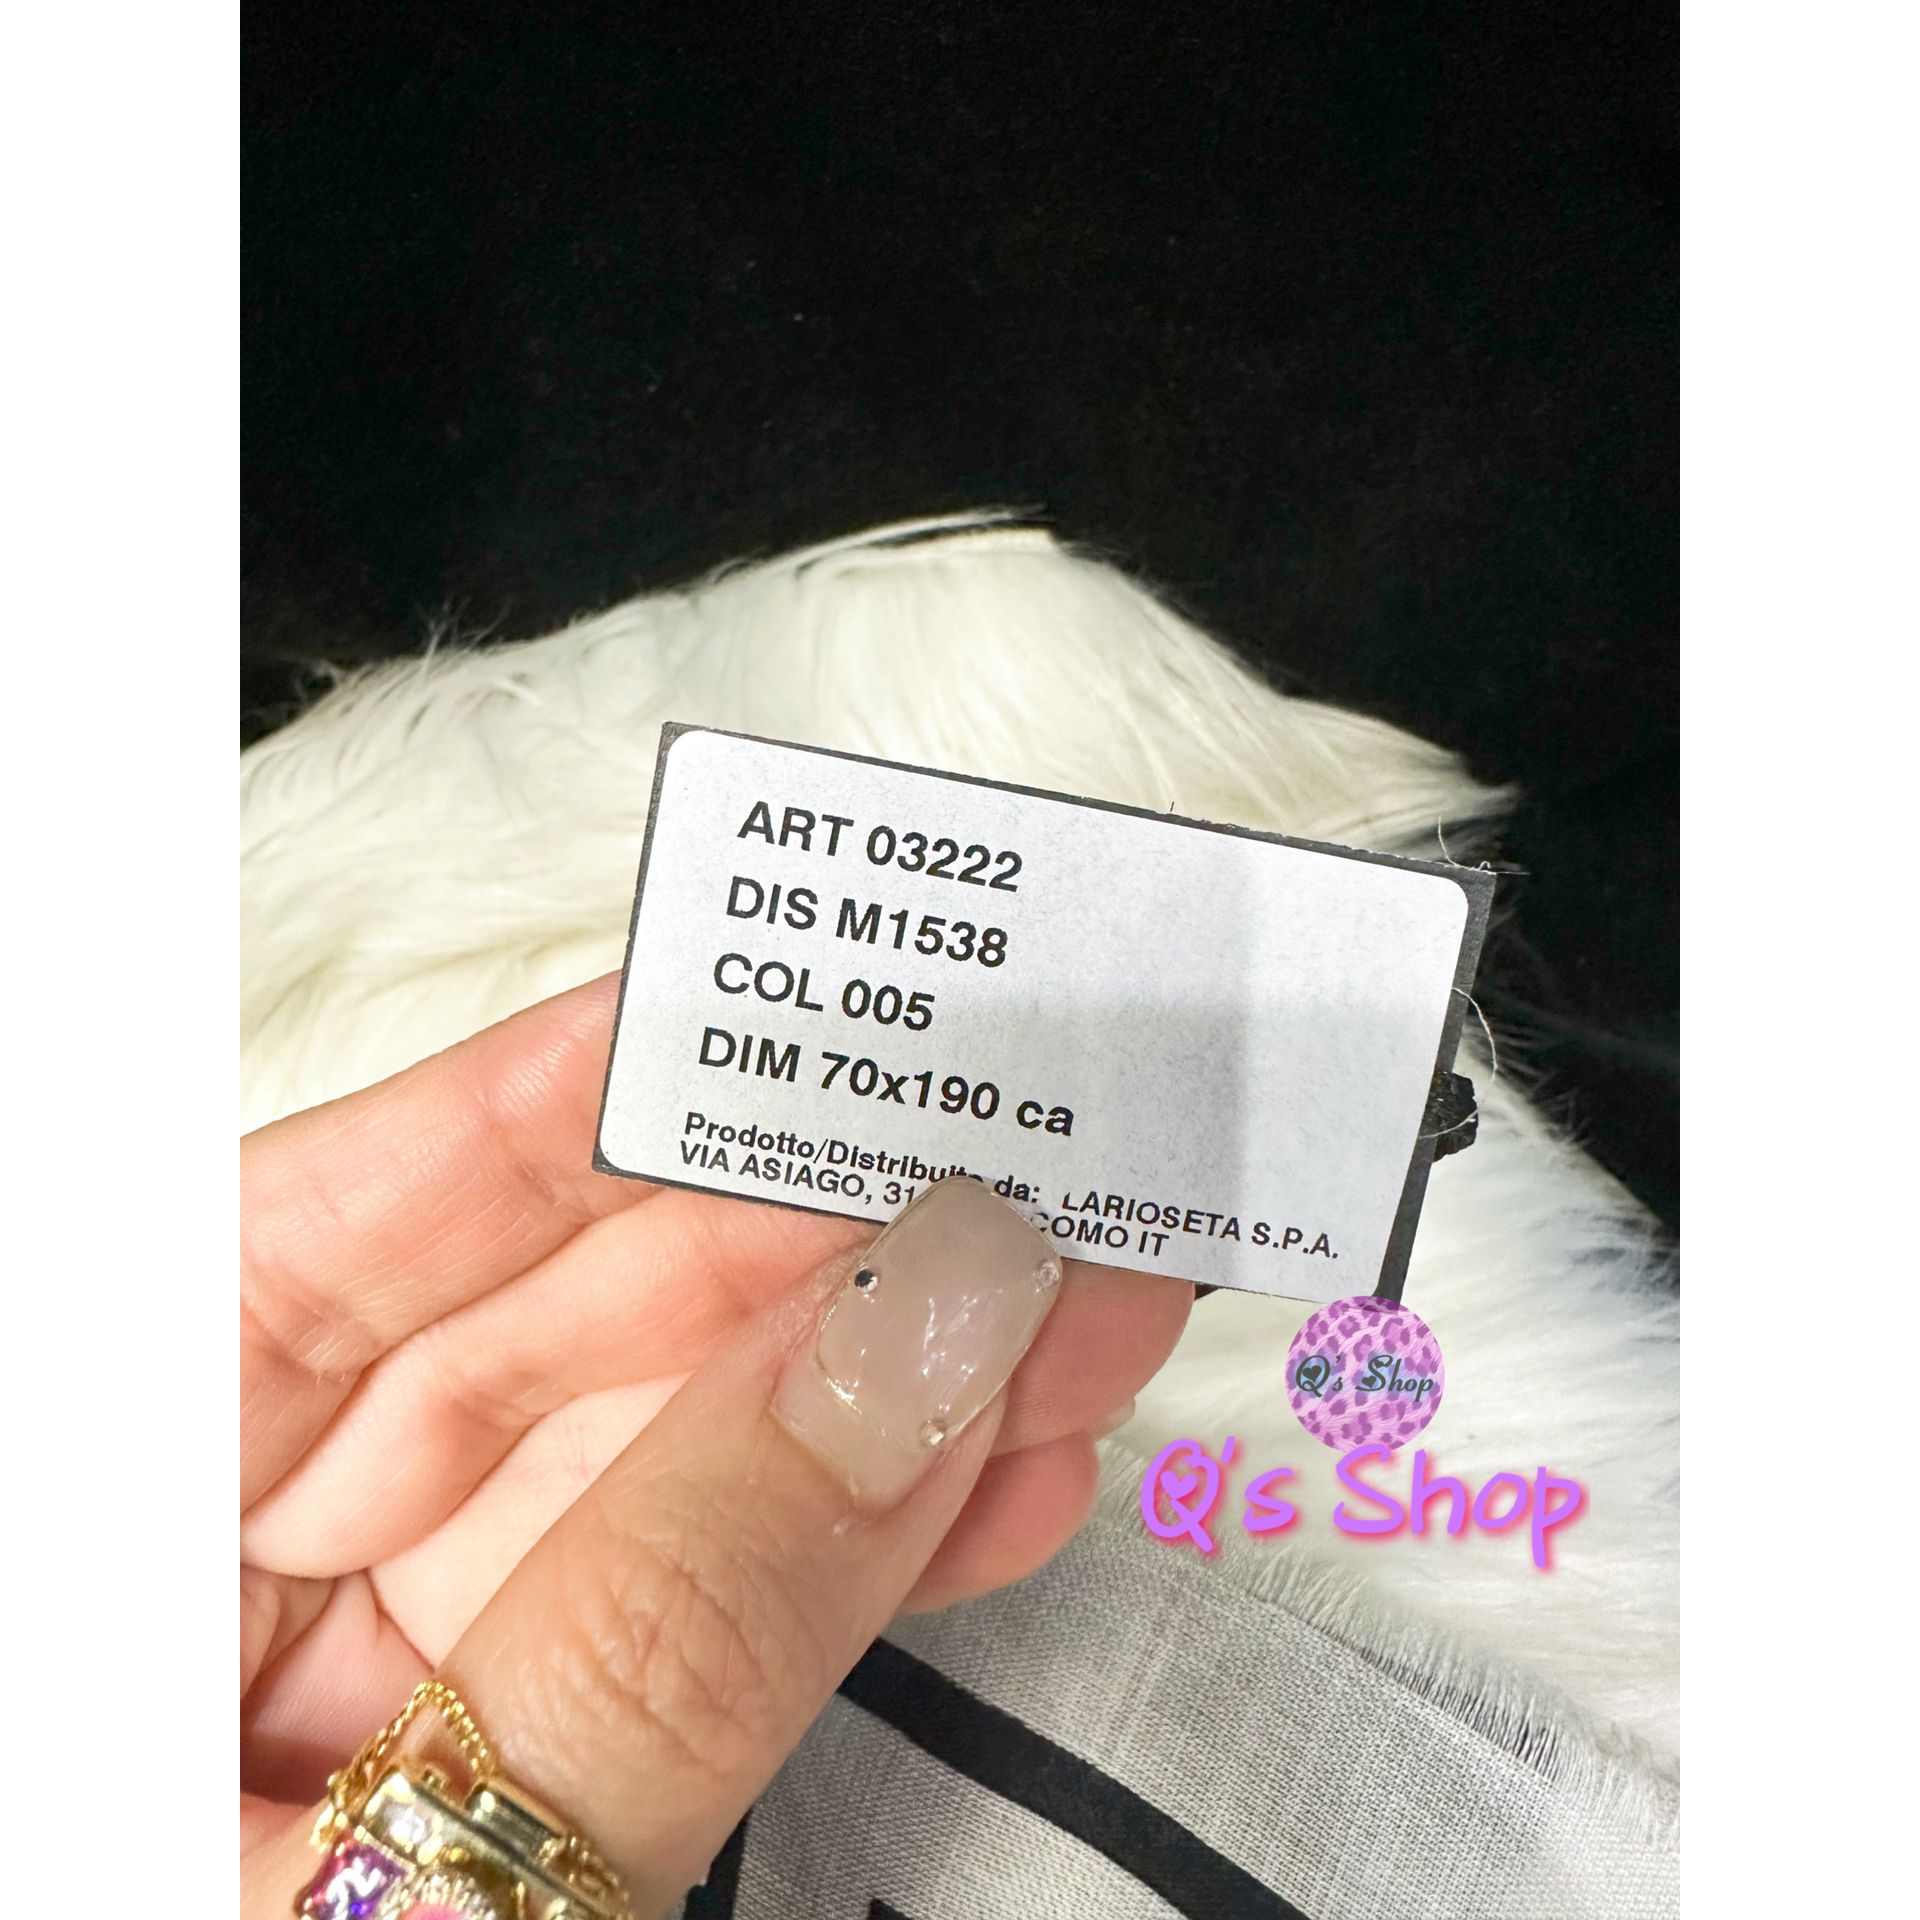 ART 03222
DIS M1538
COL 005
DIM 70x190 ca
Prodotto/Distribuito da: LARIOSETA S.P.A.
VIA ASIAGO, 31 COMO IT
Q's Shop
Q's Shop